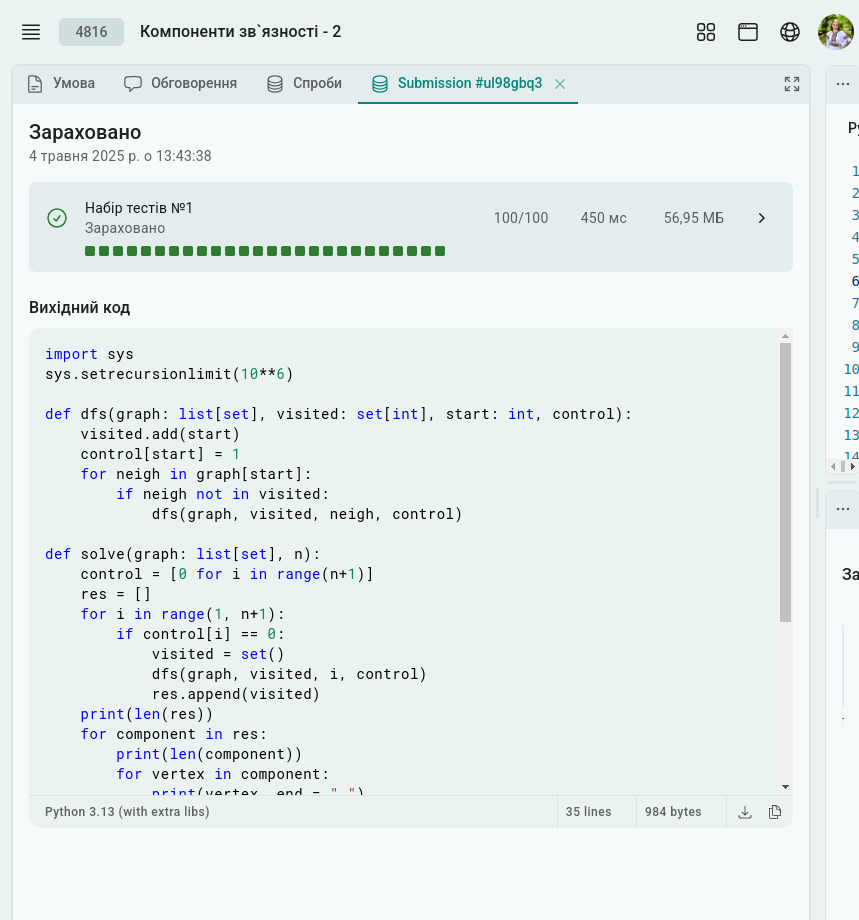 4816 Компоненти зв`язності - 2
Умова Обговорення Спроби Submission #ul98gbq3
Зараховано
4 травня 2025 р. о 13:43:38
Набір тестів №1
Зараховано
100/100 450 мс 56,95 МБ
Вихідний код
import sys
sys.setrecursionlimit(10**6)
def dfs(graph: list[set], visited: set[int], start: int, control):
    visited.add(start)
    control[start] = 1
    for neigh in graph[start]:
        if neigh not in visited:
            dfs(graph, visited, neigh, control)
def solve(graph: list[set], n):
    control = [0 for i in range(n+1)]
    res = []
    for i in range(1, n+1):
        if control[i] == 0:
            visited = set()
            dfs(graph, visited, i, control)
            res.append(visited)
    print(len(res))
    for component in res:
        print(len(component))
        for vertex in component:
            print(vertex, end = " ")
Python 3.13 (with extra libs) 35 lines 984 bytes
1
2
3
4
5
6
7
8
9
10
11
12
13
14